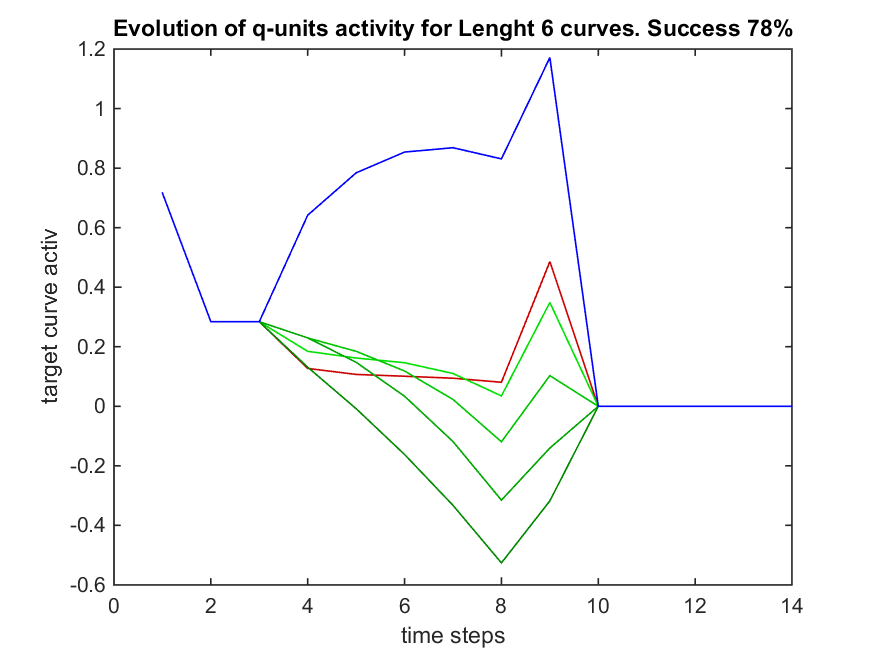 Evolution of q-units activity for Lenght 6 curves. Success 78%
1.2
1
0.8
0.6
0.4
0.2
0
-0.2
-0.4
-0.6
target curve activ
0 2 4 6 8 10 12 14
time steps